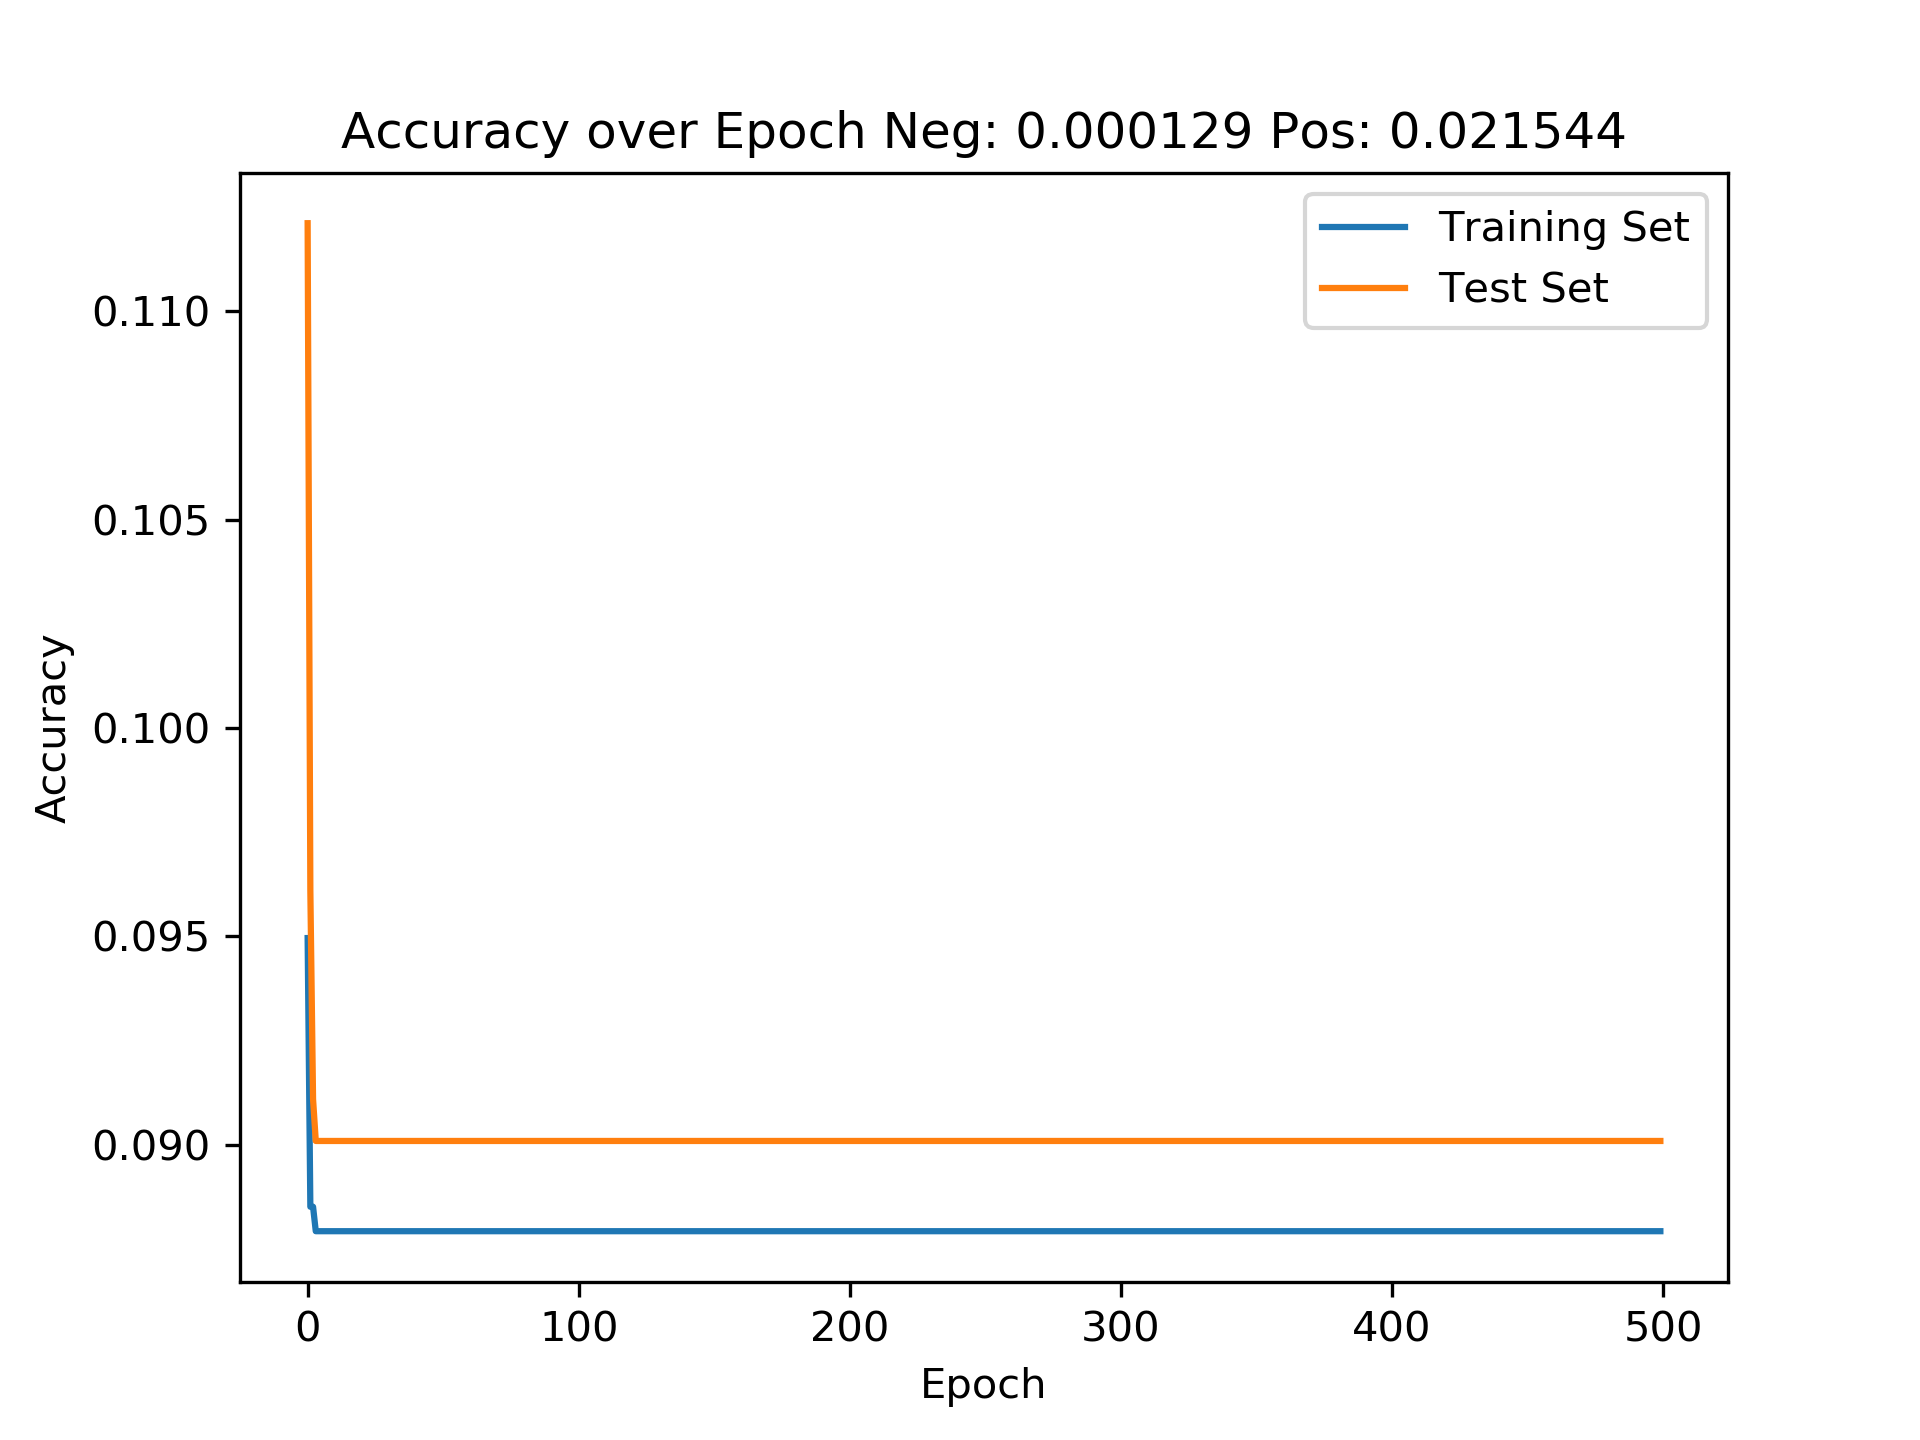 Accuracy over Epoch Neg: 0.000129 Pos: 0.021544
Training Set
Test Set
0.110
0.105
0.100
0.095
0.090
Accuracy
0 100 200 300 400 500
Epoch